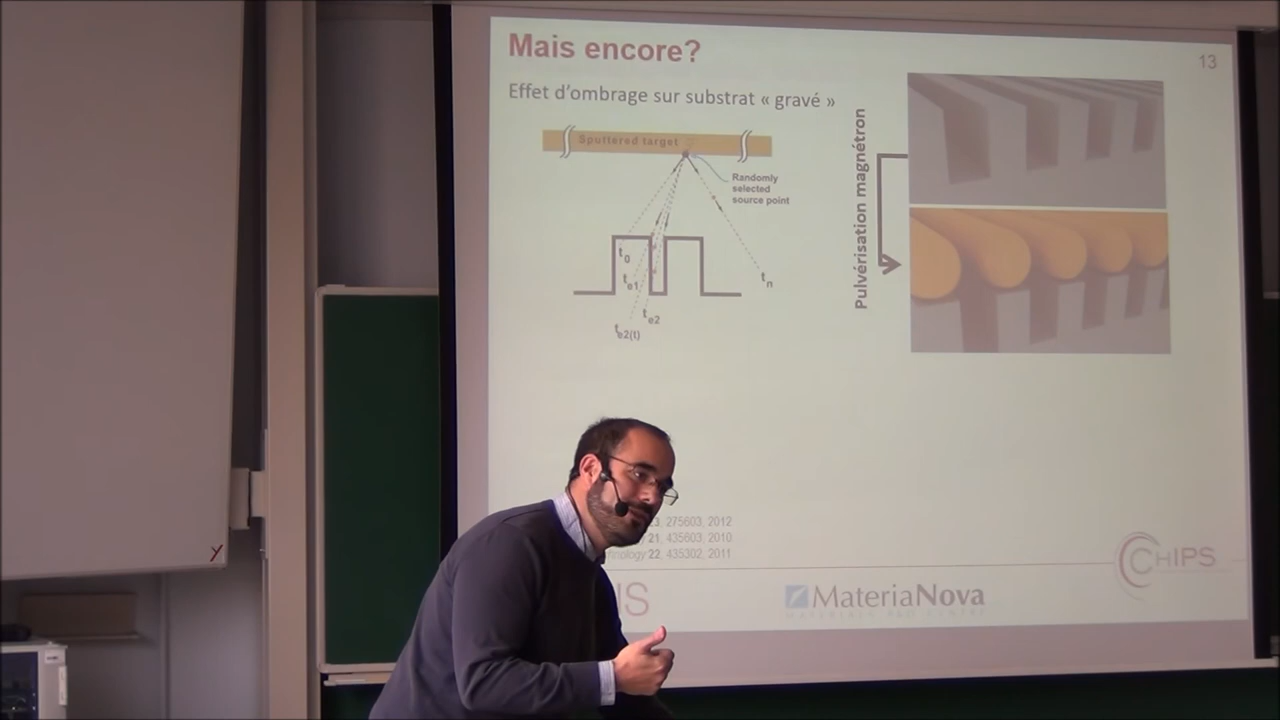 Mais encore?
13
Effet d’ombrage sur substrat « gravé »
Sputtered target
Randomly
selected
source point
t0
te1
te2
te2(t)
tn
Pulvérisation magnétron
23, 275603, 2012
21, 435603, 2010
22, 435302, 2011
MateriaNova
CHIPS